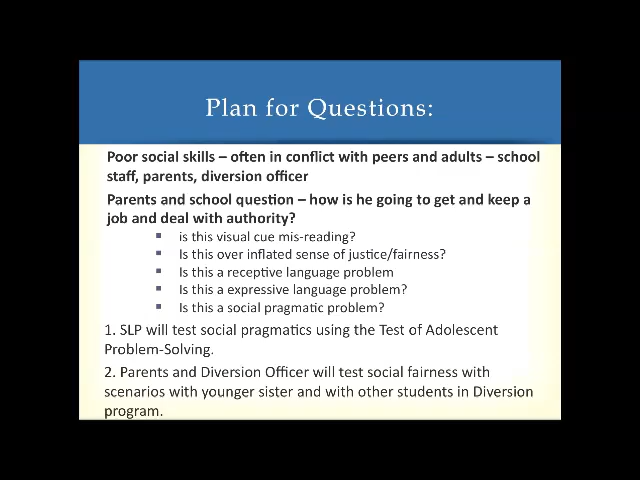 Plan for Questions:
Poor social skills – often in conflict with peers and adults – school
staff, parents, diversion officer
Parents and school question – how is he going to get and keep a
job and deal with authority?
▪ is this visual cue mis-reading?
▪ Is this over inflated sense of justice/fairness?
▪ Is this a receptive language problem
▪ Is this a expressive language problem?
▪ Is this a social pragmatic problem?
1. SLP will test social pragmatics using the Test of Adolescent
Problem-Solving.
2. Parents and Diversion Officer will test social fairness with
scenarios with younger sister and with other students in Diversion
program.